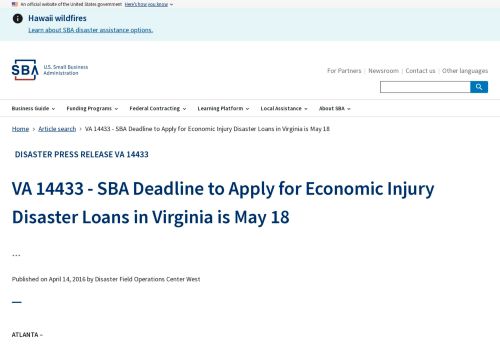 An official website of the United States government Here's how you know
Hawaii wildfires
Learn about SBA disaster assistance options.
SBA U.S. Small Business Administration
For Partners | Newsroom | Contact us | Other languages
Business Guide Funding Programs Federal Contracting Learning Platform Local Assistance About SBA
Home › Article search › VA 14433 - SBA Deadline to Apply for Economic Injury Disaster Loans in Virginia is May 18
DISASTER PRESS RELEASE VA 14433
VA 14433 - SBA Deadline to Apply for Economic Injury
Disaster Loans in Virginia is May 18
...
Published on April 14, 2016 by Disaster Field Operations Center West
ATLANTA –